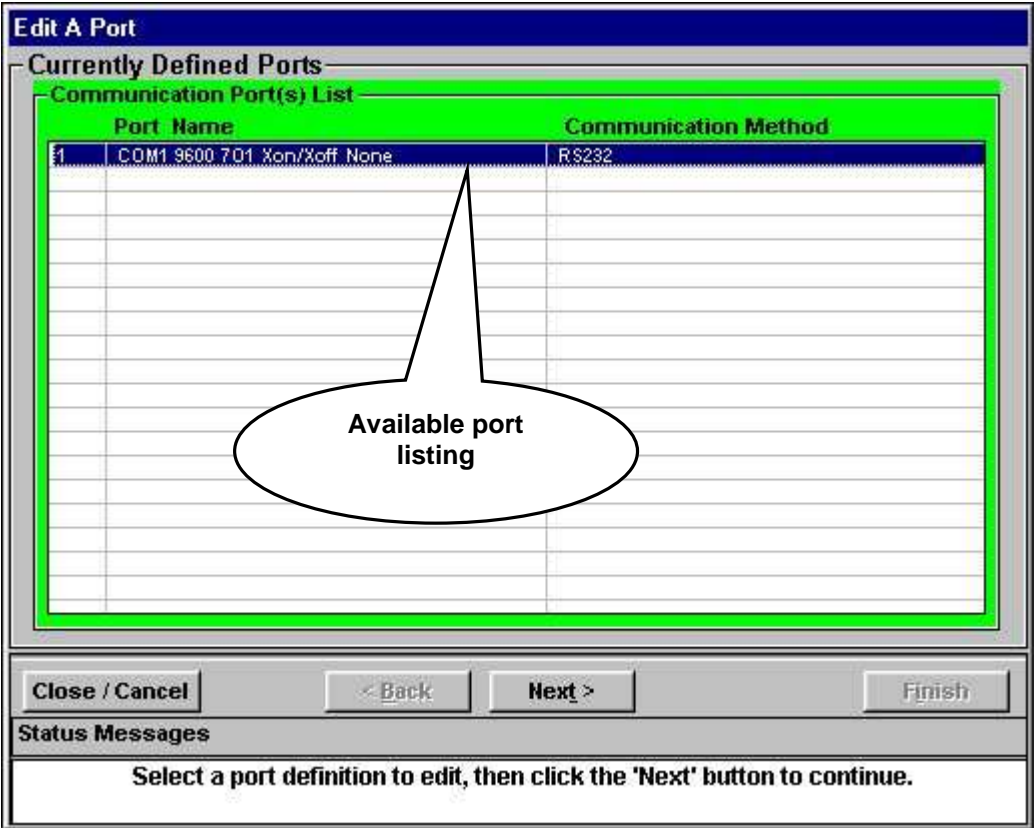 Edit A Port
Currently Defined Ports
Communication Port(s) List
Port Name Communication Method
1 COM1 9600 7O1 Xon/Xoff None RS232
Available port
listing
Close / Cancel < Back Next > Finish
Status Messages
Select a port definition to edit, then click the 'Next' button to continue.